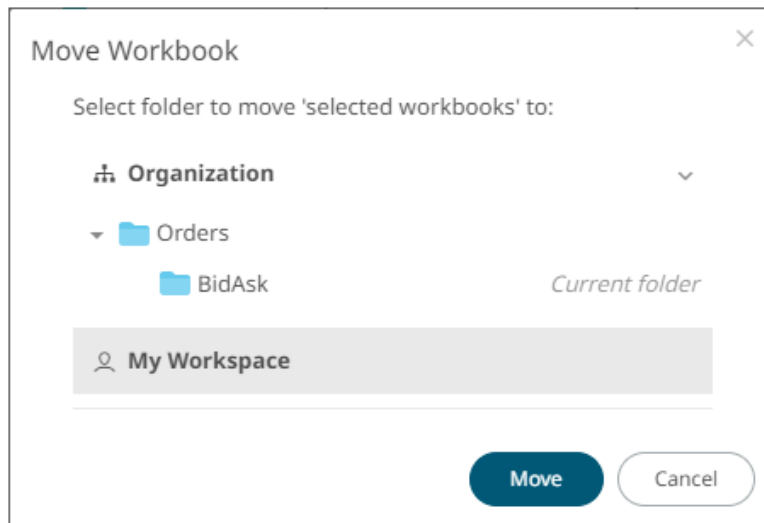 Move Workbook
Select folder to move 'selected workbooks' to:
Organization
Orders
BidAsk Current folder
My Workspace
Move Cancel